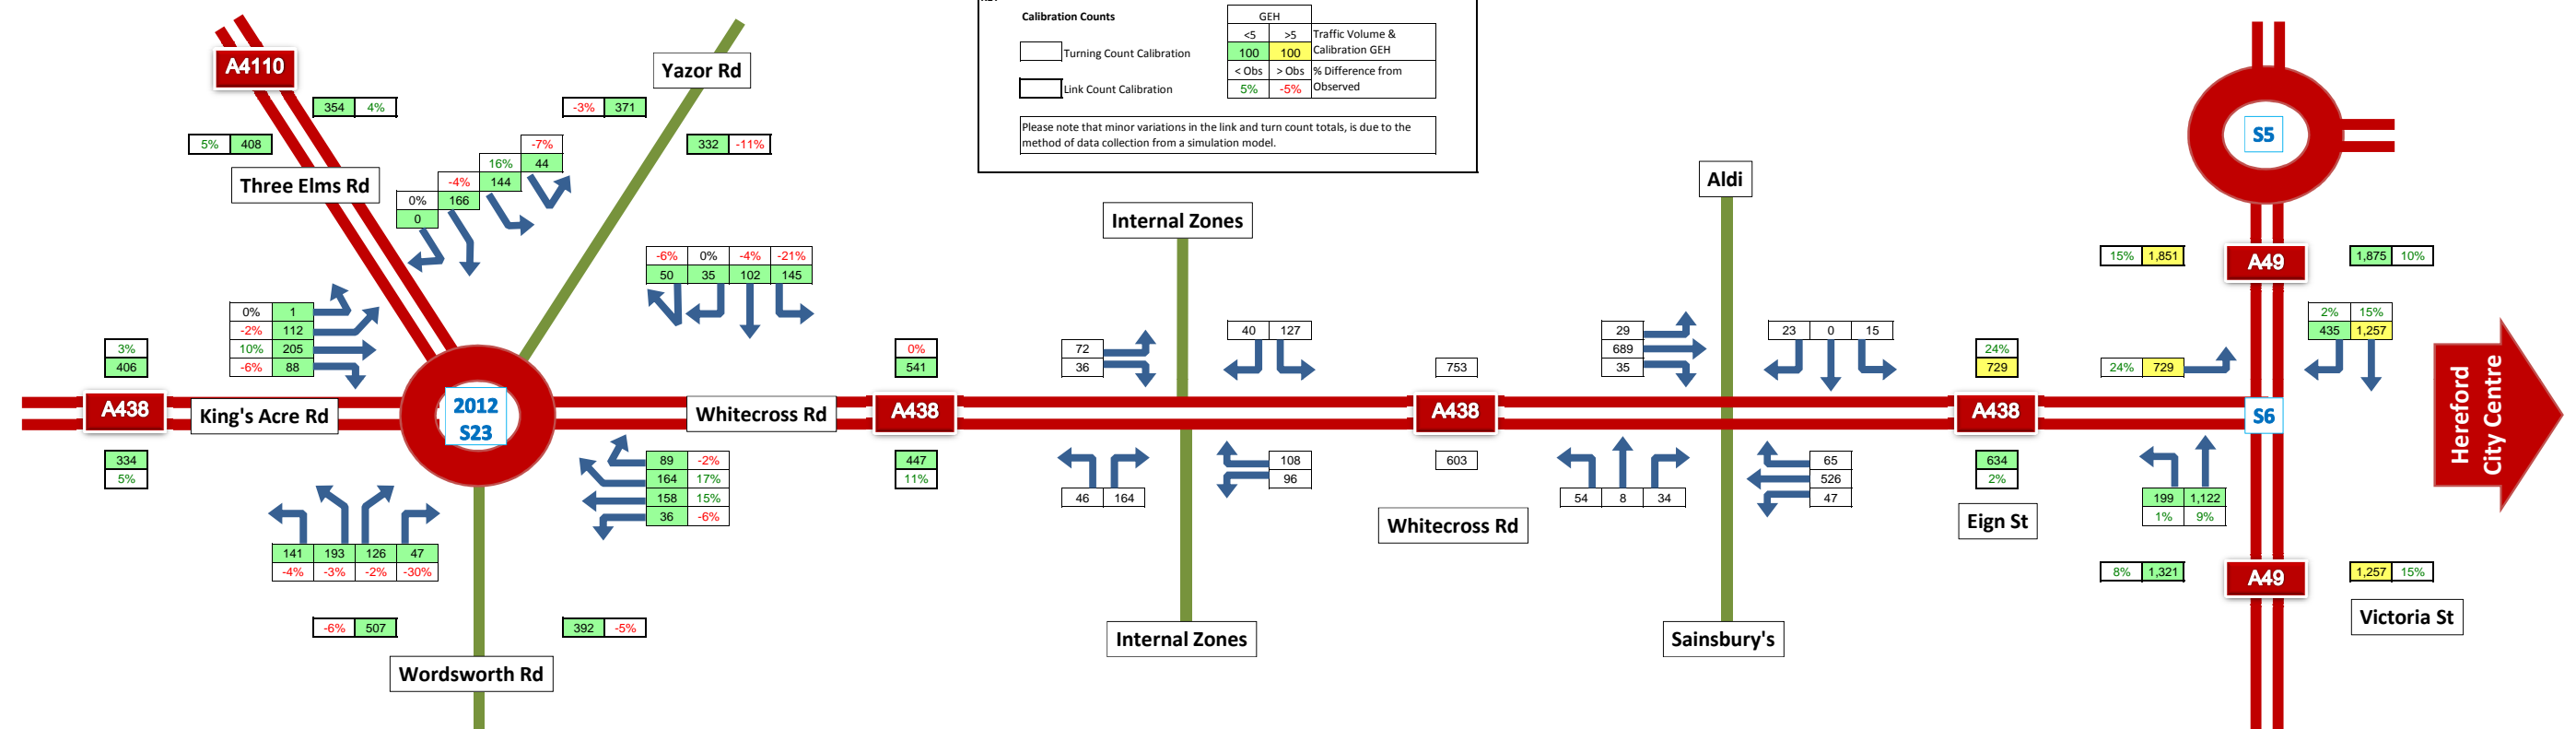 Calibration Counts
GEH
<5 >5 Traffic Volume &
100 100 Calibration GEH
Turning Count Calibration
< Obs > Obs % Difference from
5% -5% Observed
Link Count Calibration
Please note that minor variations in the link and turn count totals, is due to the
method of data collection from a simulation model.
A4110
354 4%
5% 408
Three Elms Rd
-7%
16% 44
-4% 144
0% 166
0
Yazor Rd
-3% 371
332 -11%
-6% 0% -4% -21%
50 35 102 145
0% 1
-2% 112
10% 205
-6% 88
3%
406
A438
King's Acre Rd
334
5%
2012
S23
Whitecross Rd
89 -2%
164 17%
158 15%
36 -6%
141 193 126 47
-4% -3% -2% -30%
-6% 507
392 -5%
Wordsworth Rd
0%
541
A438
447
11%
Internal Zones
72
36
40 127
46 164
108
96
Internal Zones
753
A438
603
Whitecross Rd
Aldi
29
689
35
23 0 15
54 8 34
65
526
47
Sainsbury's
24%
729
A438
634
2%
Eign St
S5
15% 1,851
A49
1,875 10%
2% 15%
435 1,257
24% 729
S6
199 1,122
1% 9%
8% 1,321
A49
1,257 15%
Victoria St
Hereford
City Centre